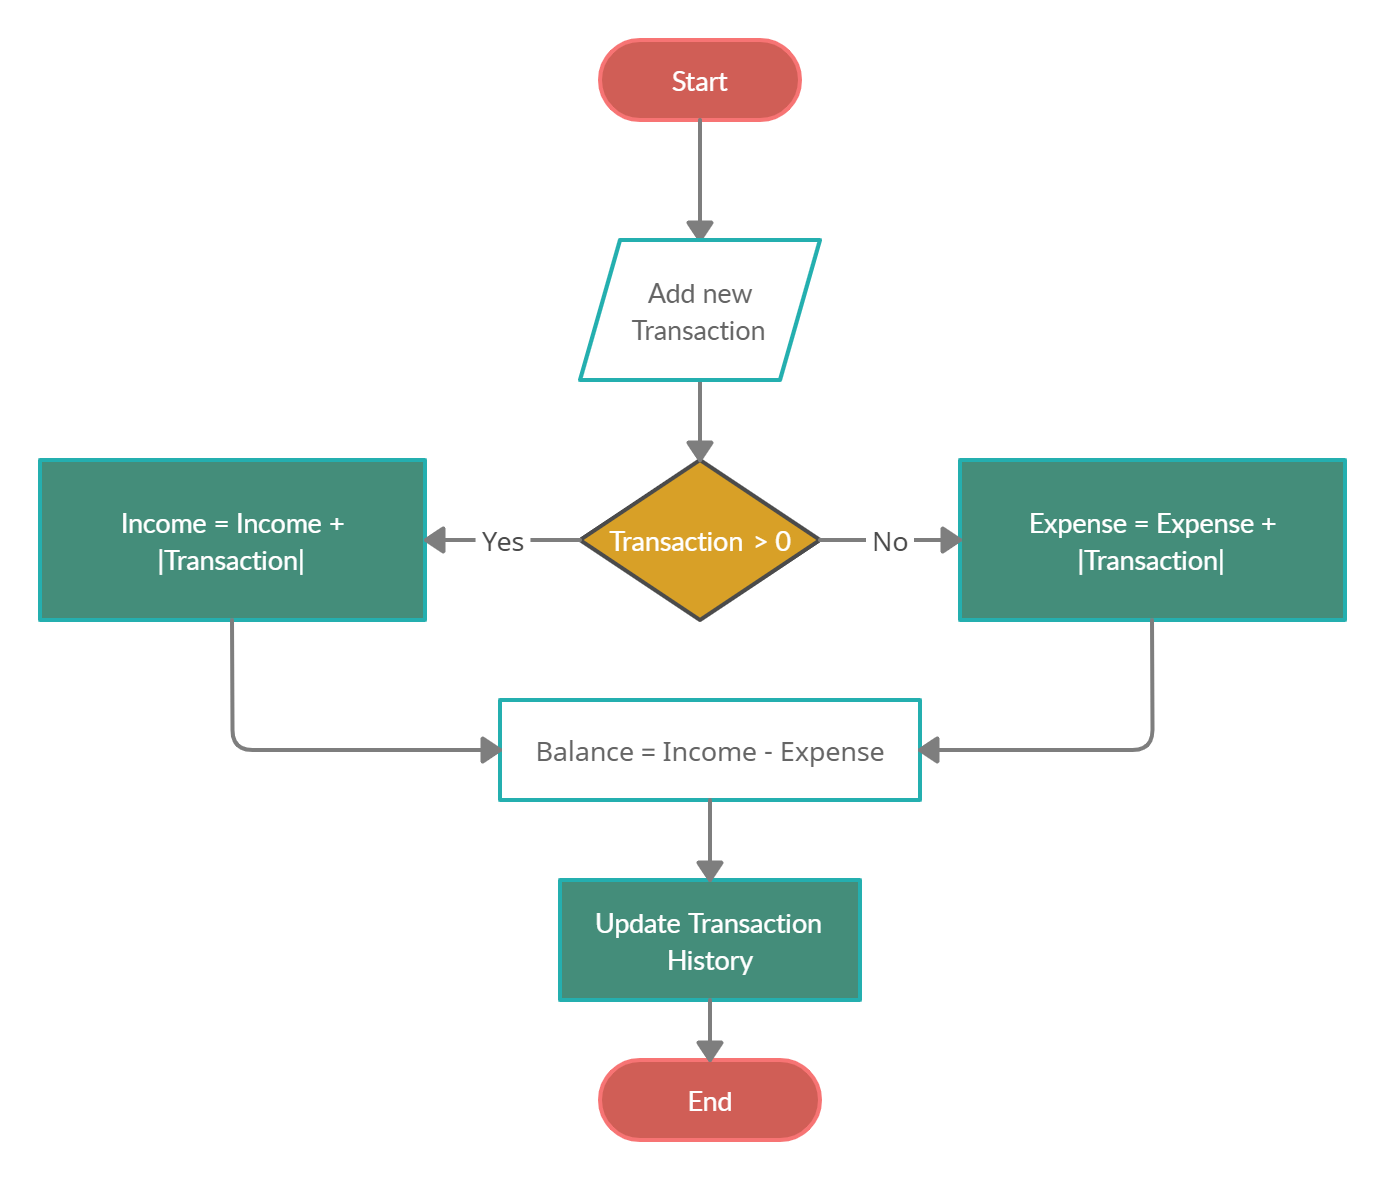 Start
Add new
Transaction
Income = Income +
|Transaction|
Yes
Transaction > 0
No
Expense = Expense +
|Transaction|
Balance = Income - Expense
Update Transaction
History
End